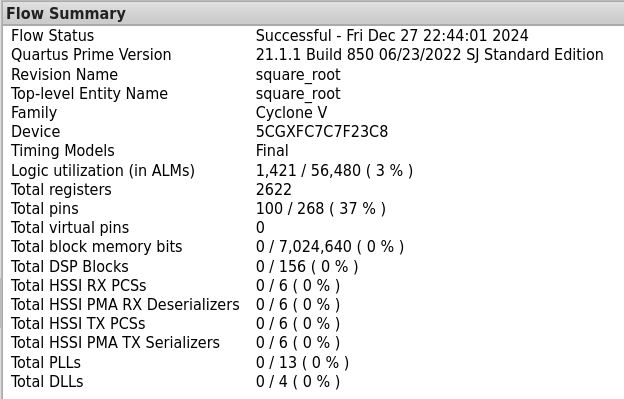 Flow Summary
Flow Status Successful - Fri Dec 27 22:44:01 2024
Quartus Prime Version 21.1.1 Build 850 06/23/2022 SJ Standard Edition
Revision Name square_root
Top-level Entity Name square_root
Family Cyclone V
Device 5CGXFC7C7F23C8
Timing Models Final
Logic utilization (in ALMs) 1,421 / 56,480 ( 3 % )
Total registers 2622
Total pins 100 / 268 ( 37 % )
Total virtual pins 0
Total block memory bits 0 / 7,024,640 ( 0 % )
Total DSP Blocks 0 / 156 ( 0 % )
Total HSSI RX PCSs 0 / 6 ( 0 % )
Total HSSI PMA RX Deserializers 0 / 6 ( 0 % )
Total HSSI TX PCSs 0 / 6 ( 0 % )
Total HSSI PMA TX Serializers 0 / 6 ( 0 % )
Total PLLs 0 / 13 ( 0 % )
Total DLLs 0 / 4 ( 0 % )